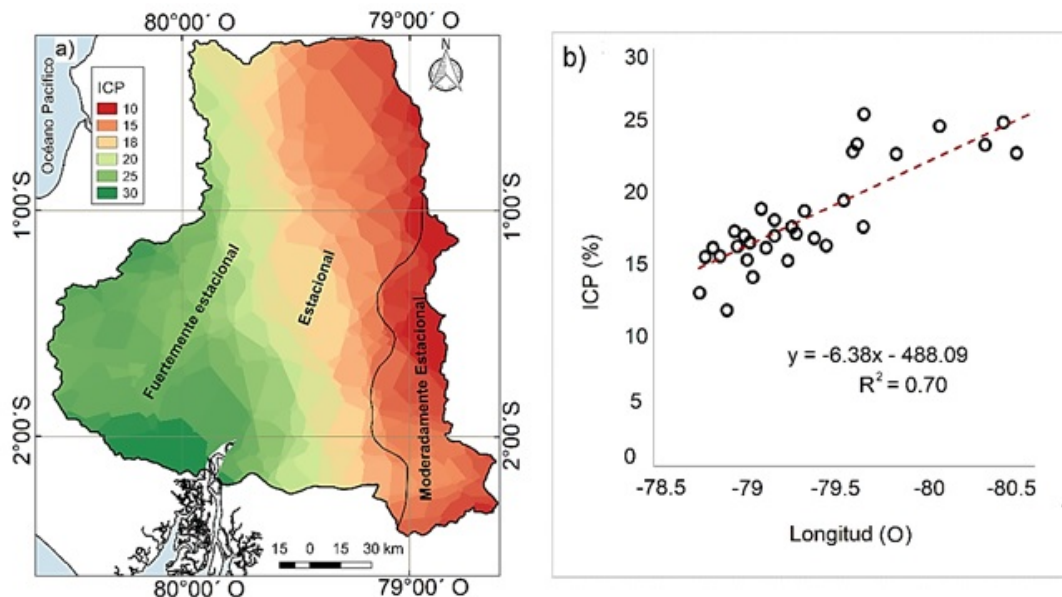 80°00´ O
79°00´ O
a)
N
Océano Pacífico
ICP
10
15
18
20
25
30
1°00´S
1°00´S
Fuertemente estacional
Estacional
Moderadamente Estacional
2°00´S
2°00´S
15 0 15 30 km
80°00´ O
79°00´ O
b)
30
25
20
15
10
5
0
ICP (%)
y = -6.38x - 488.09
R² = 0.70
-78.5 -79 -79.5 -80 -80.5
Longitud (O)